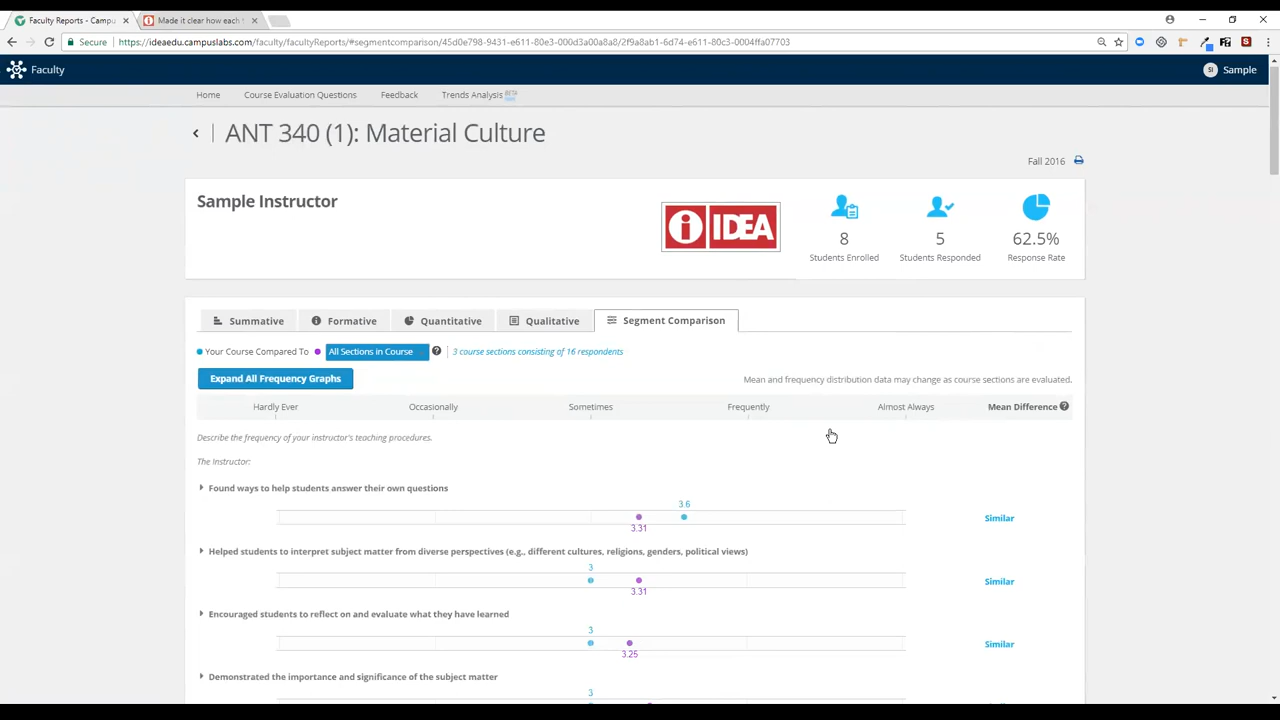 Faculty Reports - Campu
Made it clear how each
Secure
https://ideaedu.campuslabs.com/faculty/facultyReports/#segmentcomparison/45d0e798-9431-e611-80e3-000d3a00a8a8/2f9a8ab1-6d74-e611-80c3-0004ffa07703
Faculty
SI Sample
Home Course Evaluation Questions Feedback Trends Analysis BETA
ANT 340 (1): Material Culture
Fall 2016
Sample Instructor
i IDEA
8 5 62.5%
Students Enrolled Students Responded Response Rate
Summative Formative Quantitative Qualitative Segment Comparison
Your Course Compared To All Sections in Course ? 3 course sections consisting of 16 respondents
Expand All Frequency Graphs
Mean and frequency distribution data may change as course sections are evaluated.
Hardly Ever Occasionally Sometimes Frequently Almost Always Mean Difference ?
Describe the frequency of your instructor's teaching procedures.
The Instructor:
Found ways to help students answer their own questions
3.6
Similar
3.31
Helped students to interpret subject matter from diverse perspectives (e.g., different cultures, religions, genders, political views)
3
Similar
3.31
Encouraged students to reflect on and evaluate what they have learned
3
Similar
3.25
Demonstrated the importance and significance of the subject matter
3